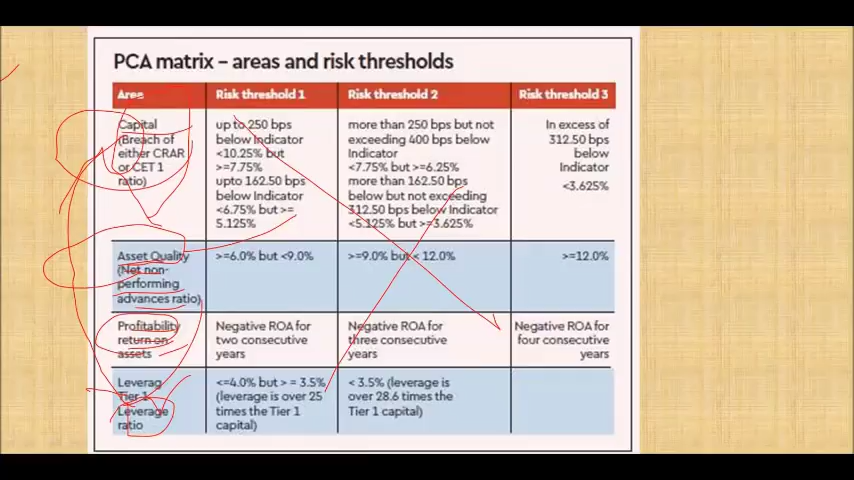 PCA matrix – areas and risk thresholds
Area Risk threshold 1 Risk threshold 2 Risk threshold 3
Capital
(Breach of
either CRAR
or CET 1
ratio)
up to 250 bps
below Indicator
<10.25% but
>=7.75%
upto 162.50 bps
below Indicator
<6.75% but >=
5.125%
more than 250 bps but not
exceeding 400 bps below
Indicator
<7.75% but >=6.25%
more than 162.50 bps
below but not exceeding
312.50 bps below Indicator
<5.125% but >=3.625%
In excess of
312.50 bps
below
Indicator
<3.625%
Asset Quality
(Net non-
performing
advances ratio)
>=6.0% but <9.0%
>=9.0% but < 12.0%
>=12.0%
Profitability
return on
assets
Negative ROA for
two consecutive
years
Negative ROA for
three consecutive
years
Negative ROA for
four consecutive
years
Leverag
Tier 1
Leverage
ratio
<=4.0% but > = 3.5%
(leverage is over 25
times the Tier 1
capital)
< 3.5% (leverage is
over 28.6 times the
Tier 1 capital)